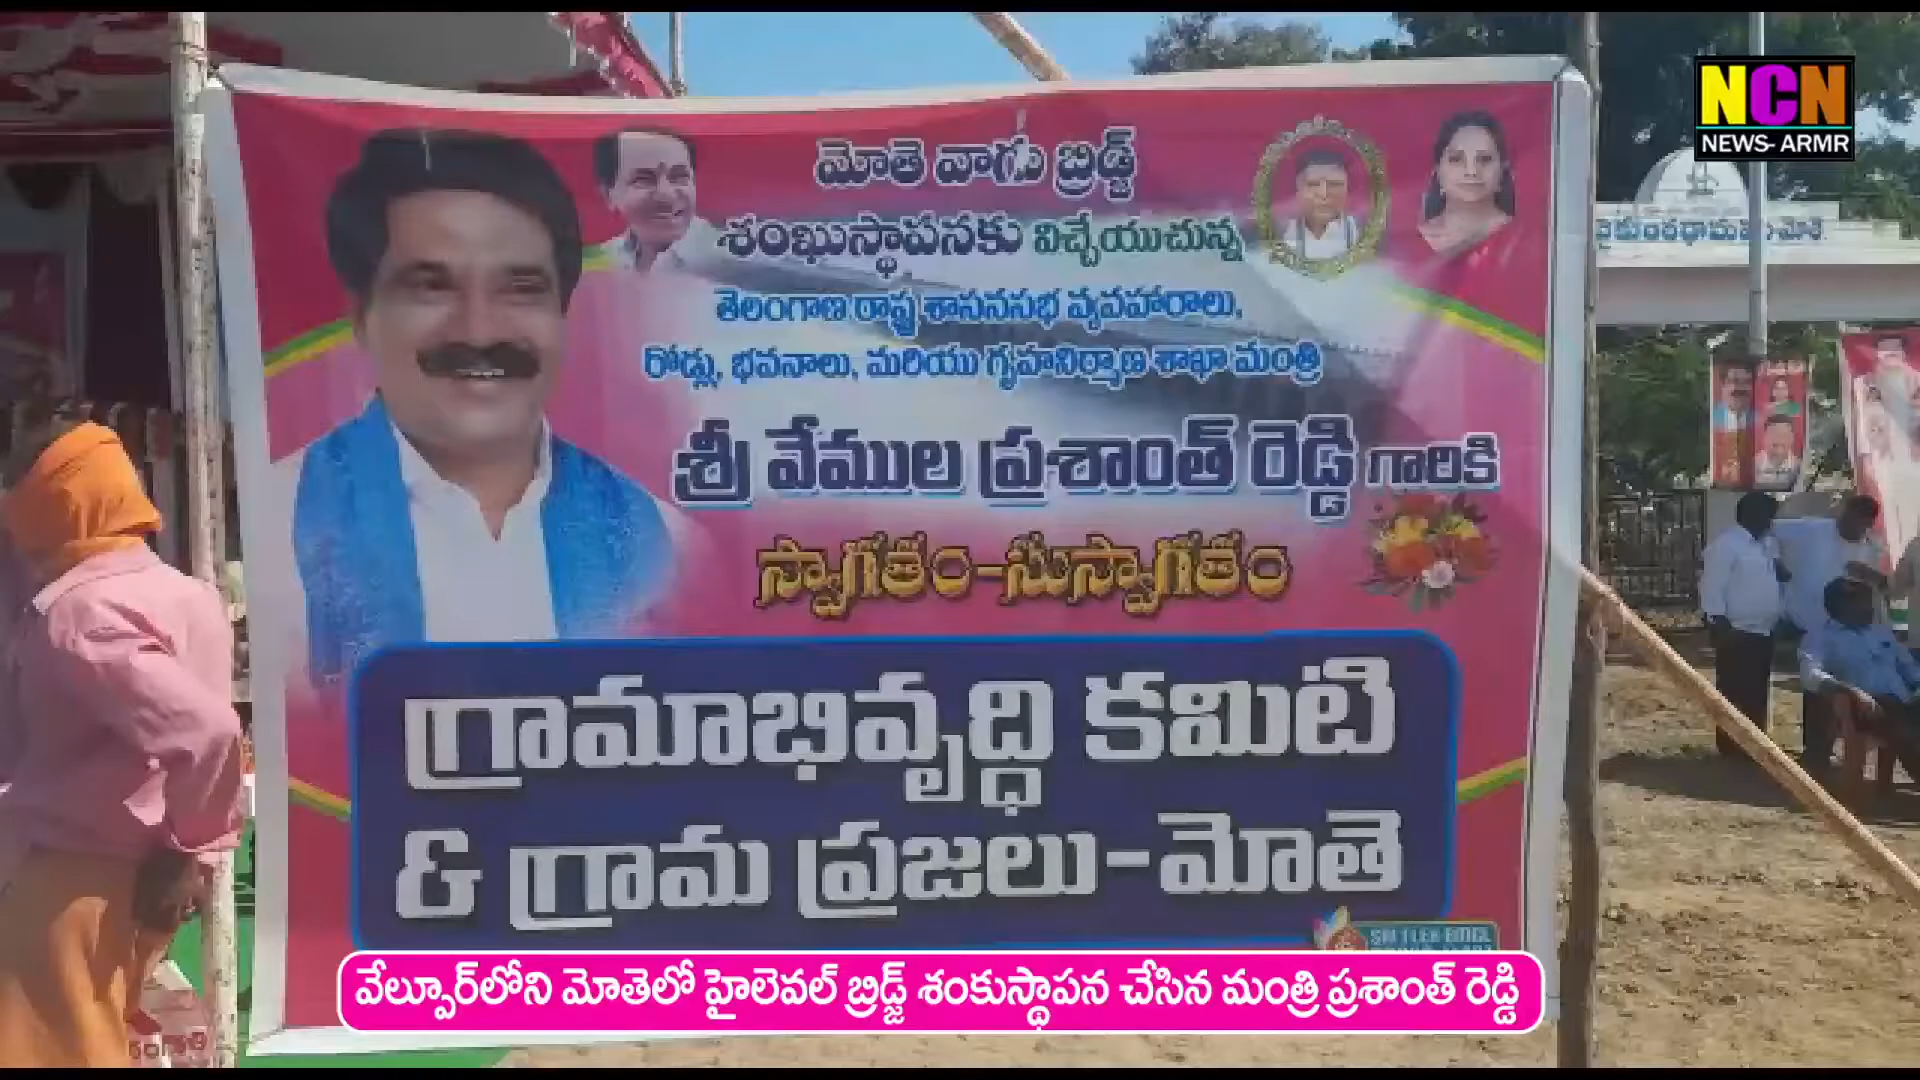 NCN
NEWS- ARMR
మోతె వాగు బ్రిడ్జ్
శంఖుస్థాపనకు విచ్చేయుచున్న
తెలంగాణ రాష్ట్ర శాసనసభ వ్యవహారాలు,
రోడ్లు, భవనాలు, మరియు గృహనిర్మాణ శాఖా మంత్రి
శ్రీ వేముల ప్రశాంత్ రెడ్డి గారికి
స్వాగతం-సుస్వాగతం
గ్రామాభివృద్ధి కమిటి
& గ్రామ ప్రజలు-మోతె
వేల్పూర్‌లోని మోతెలో హైలెవల్ బ్రిడ్జ్ శంకుస్థాపన చేసిన మంత్రి ప్రశాంత్ రెడ్డి